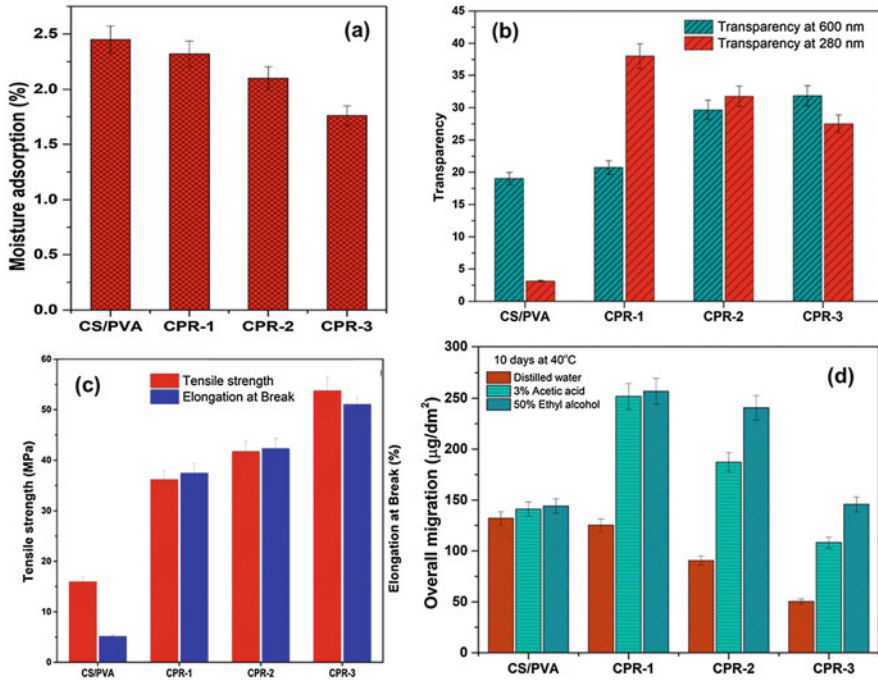 (a)
Moisture adsorption (%)
2.5
2.0
1.5
1.0
0.5
0.0
CS/PVA CPR-1 CPR-2 CPR-3
(b)
Transparency at 600 nm
Transparency at 280 nm
Transparency
45
40
35
30
25
20
15
10
5
0
CS/PVA CPR-1 CPR-2 CPR-3
(c)
Tensile strength
Elongation at Break
Tensile strength (MPa)
60
50
40
30
20
10
0
Elongation at Break (%)
CS/PVA CPR-1 CPR-2 CPR-3
(d)
10 days at 40°C
Distilled water
3% Acetic acid
50% Ethyl alcohol
Overall migration (µg/dm²)
300
250
200
150
100
50
0
CS/PVA CPR-1 CPR-2 CPR-3